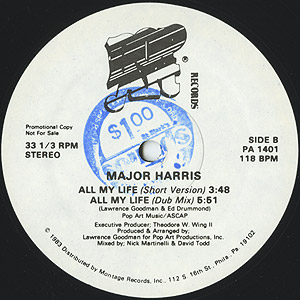 RECORDS
Promotional Copy
Not For Sale
33 1/3 RPM
STEREO
$1.00
SIDE B
PA 1401
118 BPM
MAJOR HARRIS
ALL MY LIFE (Short Version) 3:48
ALL MY LIFE (Dub Mix) 5:51
(Lawrence Goodman & Ed Drummond)
Pop Art Music/ASCAP
Executive Producer; Theodore W. Wing II
Produced & Arranged by;
Lawrence Goodman for Pop Art Productions, Inc.
Mixed by; Nick Martinelli & David Todd
© 1983 Distributed by Montage Records, Inc. 112 S. 16th St. Phila. Pa 19102